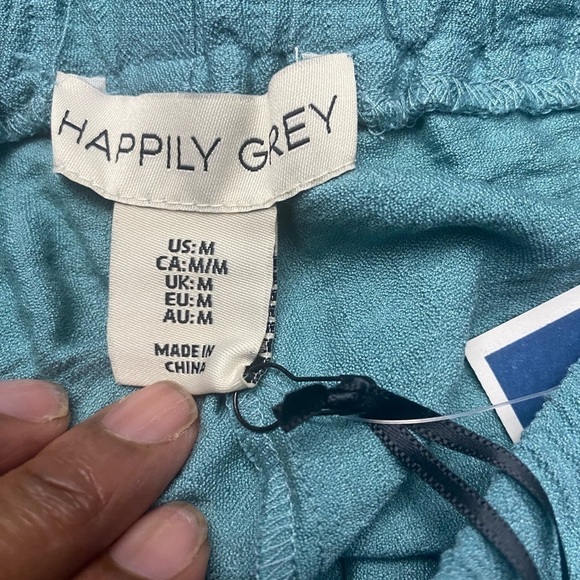 HAPPILY GREY
US: M
CA: M/M
UK: M
EU: M
AU: M
MADE IN
CHINA